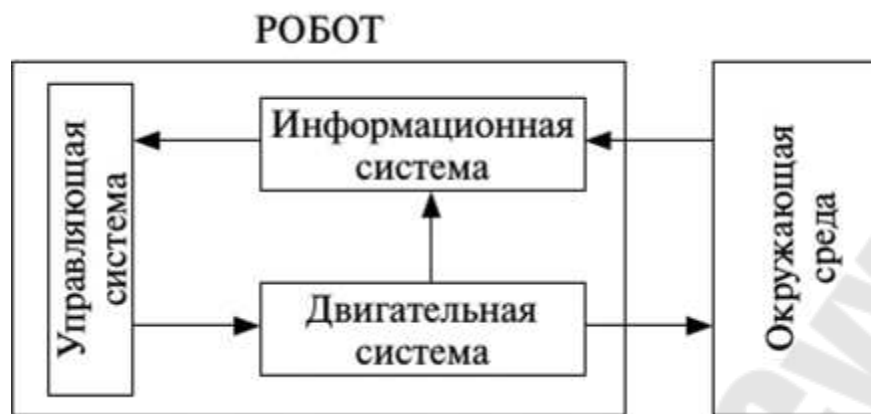 РОБОТ
Управляющая
система
Информационная
система
Двигательная
система
Окружающая
среда